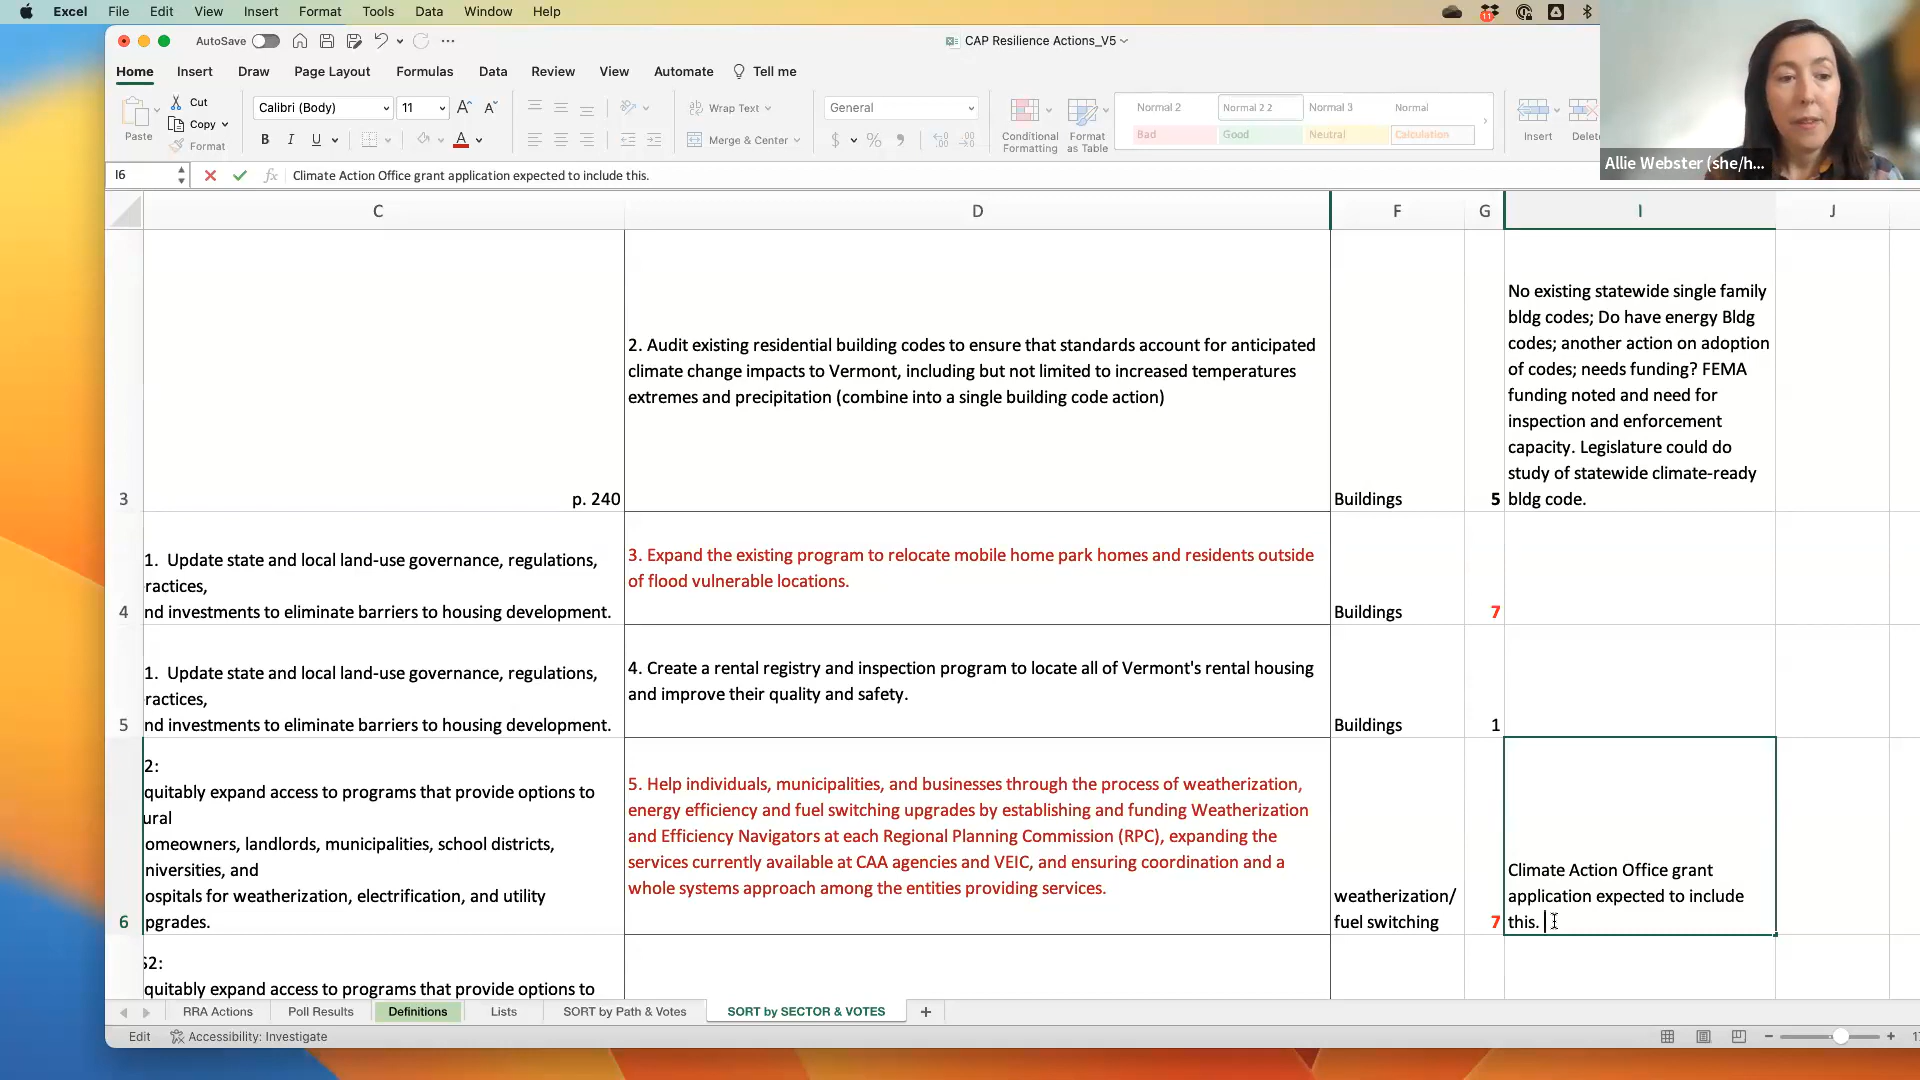 Excel File Edit View Insert Format Tools Data Window Help
11
AutoSave
CAP Resilience Actions_V5
Home Insert Draw Page Layout Formulas Data Review View Automate Tell me
Paste
Cut
Copy
Format
Calibri (Body) 11
B I U
Wrap Text
Merge & Center
General
Conditional Formatting
Format as Table
Normal 2 Normal 2 2 Normal 3 Normal
Bad Good Neutral Calculation
Insert
Allie Webster (she/h...
I6 fx Climate Action Office grant application expected to include this.
C D F G I J
3
p. 240
2. Audit existing residential building codes to ensure that standards account for anticipated
climate change impacts to Vermont, including but not limited to increased temperatures
extremes and precipitation (combine into a single building code action)
Buildings
5
No existing statewide single family
bldg codes; Do have energy Bldg
codes; another action on adoption
of codes; needs funding? FEMA
funding noted and need for
inspection and enforcement
capacity. Legislature could do
study of statewide climate-ready
bldg code.
4
1. Update state and local land-use governance, regulations,
ractices,
nd investments to eliminate barriers to housing development.
3. Expand the existing program to relocate mobile home park homes and residents outside
of flood vulnerable locations.
Buildings
7
5
1. Update state and local land-use governance, regulations,
ractices,
nd investments to eliminate barriers to housing development.
4. Create a rental registry and inspection program to locate all of Vermont's rental housing
and improve their quality and safety.
Buildings
1
6
2:
quitably expand access to programs that provide options to
ural
omeowners, landlords, municipalities, school districts,
niversities, and
ospitals for weatherization, electrification, and utility
pgrades.
5. Help individuals, municipalities, and businesses through the process of weatherization,
energy efficiency and fuel switching upgrades by establishing and funding Weatherization
and Efficiency Navigators at each Regional Planning Commission (RPC), expanding the
services currently available at CAA agencies and VEIC, and ensuring coordination and a
whole systems approach among the entities providing services.
weatherization/
fuel switching
7
Climate Action Office grant
application expected to include
this.
2:
quitably expand access to programs that provide options to
RRA Actions Poll Results Definitions Lists SORT by Path & Votes SORT by SECTOR & VOTES
Edit Accessibility: Investigate